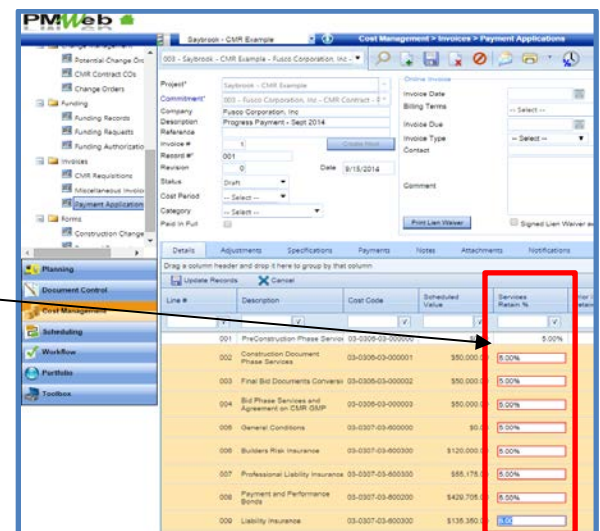 PMWeb
Saybrook - CMR Example
Cost Management > Invoices > Payment Applications
003 - Saybrook - CMR Example - Fusco Corporation, Inc -
Potential Change Orc
CMR Contract COs
Change Orders
Funding
Funding Records
Funding Requests
Funding Authorizatio
Invoices
CMR Requisitions
Miscellaneous Invoic
Payment Application
Forms
Construction Change
Planning
Document Control
Cost Management
Scheduling
Workflow
Portfolio
Toolbox
Project* Saybrook - CMR Example
Commitment* 003 - Fusco Corporation, Inc - CMR Contract -
Company Fusco Corporation, Inc
Description Progress Payment - Sept 2014
Reference
Invoice # 1
Record #* 001
Revision 0 Date 9/15/2014
Status Draft
Cost Period -- Select --
Category -- Select --
Paid in Full
Online Invoice
Invoice Date
Billing Terms -- Select --
Invoice Due
Invoice Type -- Select --
Contact
Comment
Print Lien Waiver Signed Lien Waiver
Details Adjustments Specifications Payments Notes Attachments Notifications
Drag a column header and drop it here to group by that column
Update Records Cancel
Line # Description Cost Code Scheduled Value Services Retain %
001 PreConstruction Phase Servic 03-0306-03-000000 5.00%
002 Construction Document Phase Services 03-0306-03-000001 $50,000.0 5.00%
003 Final Bid Documents Conversi 03-0306-03-000002 $50,000.0 5.00%
004 Bid Phase Services and Agreement on CMR GMP 03-0306-03-000003 $50,000.0 5.00%
005 General Conditions 03-0307-03-600000 $0.0 5.00%
006 Builders Risk Insurance 03-0307-03-600300 $120,000.0 5.00%
007 Professional Liability Insurance 03-0307-03-600300 $55,175.0 5.00%
008 Payment and Performance Bonds 03-0307-03-600200 $429,705.0 5.00%
009 Liability Insurance 03-0307-03-600300 $135,350.0 5.00